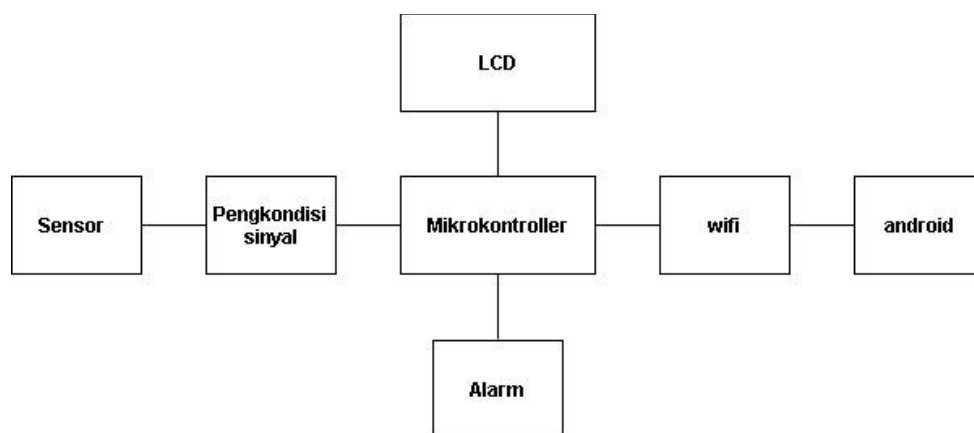 LCD
Sensor
Pengkondisi
sinyal
Mikrokontroller
wifi
android
Alarm